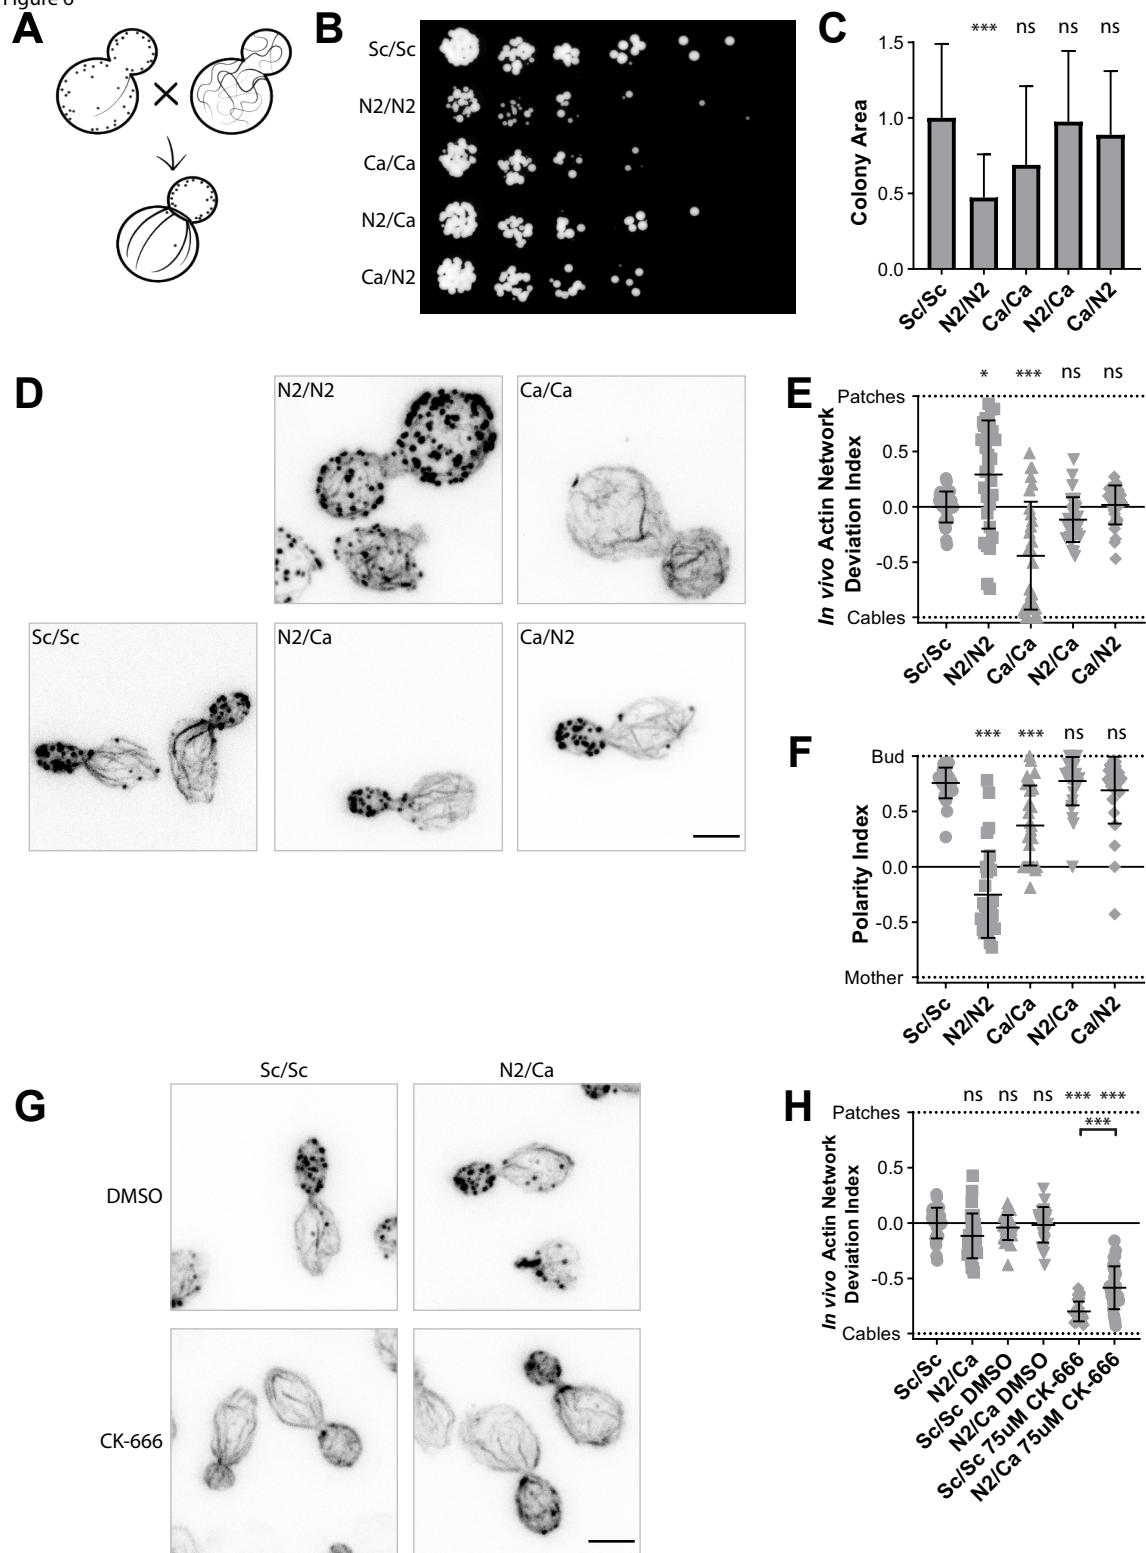 Figure 6
A
B
Sc/Sc
N2/N2
Ca/Ca
N2/Ca
Ca/N2
C
*** ns ns ns
Colony Area
1.5
1.0
0.5
0.0
Sc/Sc
N2/N2
Ca/Ca
N2/Ca
Ca/N2
D
N2/N2
Ca/Ca
Sc/Sc
N2/Ca
Ca/N2
E
* *** ns ns
In vivo Actin Network
Deviation Index
Patches
0.5
0.0
-0.5
Cables
Sc/Sc
N2/N2
Ca/Ca
N2/Ca
Ca/N2
F
*** *** ns ns
Polarity Index
Bud
0.5
0.0
-0.5
Mother
Sc/Sc
N2/N2
Ca/Ca
N2/Ca
Ca/N2
G
Sc/Sc
N2/Ca
DMSO
CK-666
H
ns ns ns *** ***
***
In vivo Actin Network
Deviation Index
Patches
0.5
0.0
-0.5
Cables
Sc/Sc
N2/Ca
Sc/Sc DMSO
N2/Ca DMSO
Sc/Sc 75uM CK-666
N2/Ca 75uM CK-666